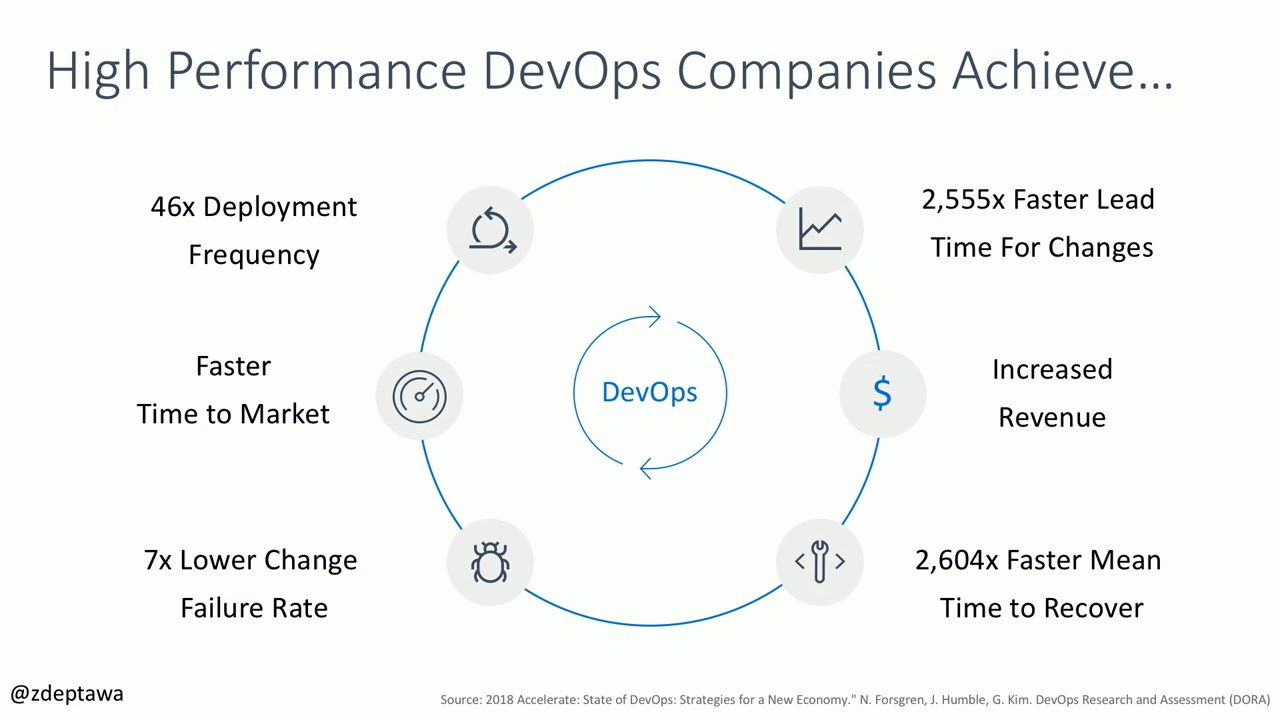 High Performance DevOps Companies Achieve...
46x Deployment
Frequency
2,555x Faster Lead
Time For Changes
Faster
Time to Market
DevOps
$
Increased
Revenue
7x Lower Change
Failure Rate
2,604x Faster Mean
Time to Recover
@zdeptawa
Source: 2018 Accelerate: State of DevOps: Strategies for a New Economy." N. Forsgren, J. Humble, G. Kim. DevOps Research and Assessment (DORA)